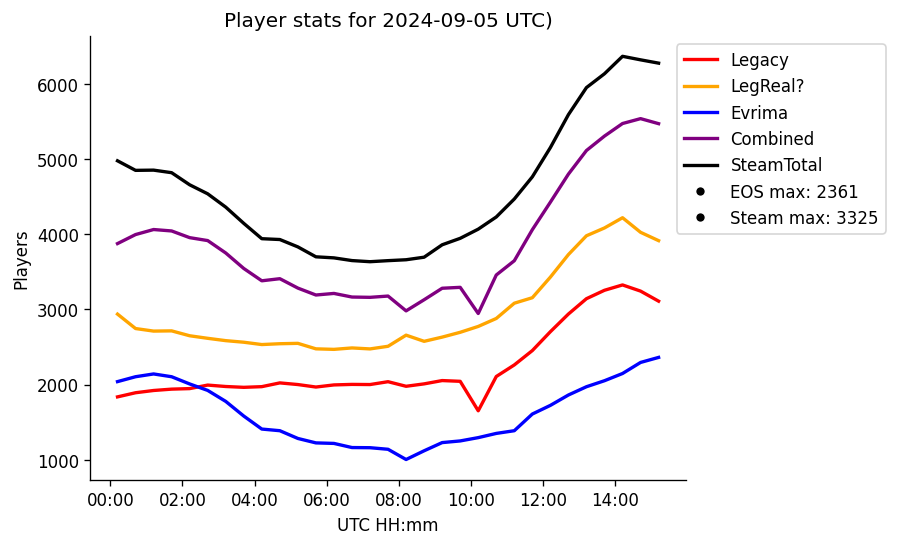 Player stats for 2024-09-05 UTC)
Legacy
LegReal?
Evrima
Combined
SteamTotal
EOS max: 2361
Steam max: 3325
Players
6000
5000
4000
3000
2000
1000
00:00 02:00 04:00 06:00 08:00 10:00 12:00 14:00
UTC HH:mm